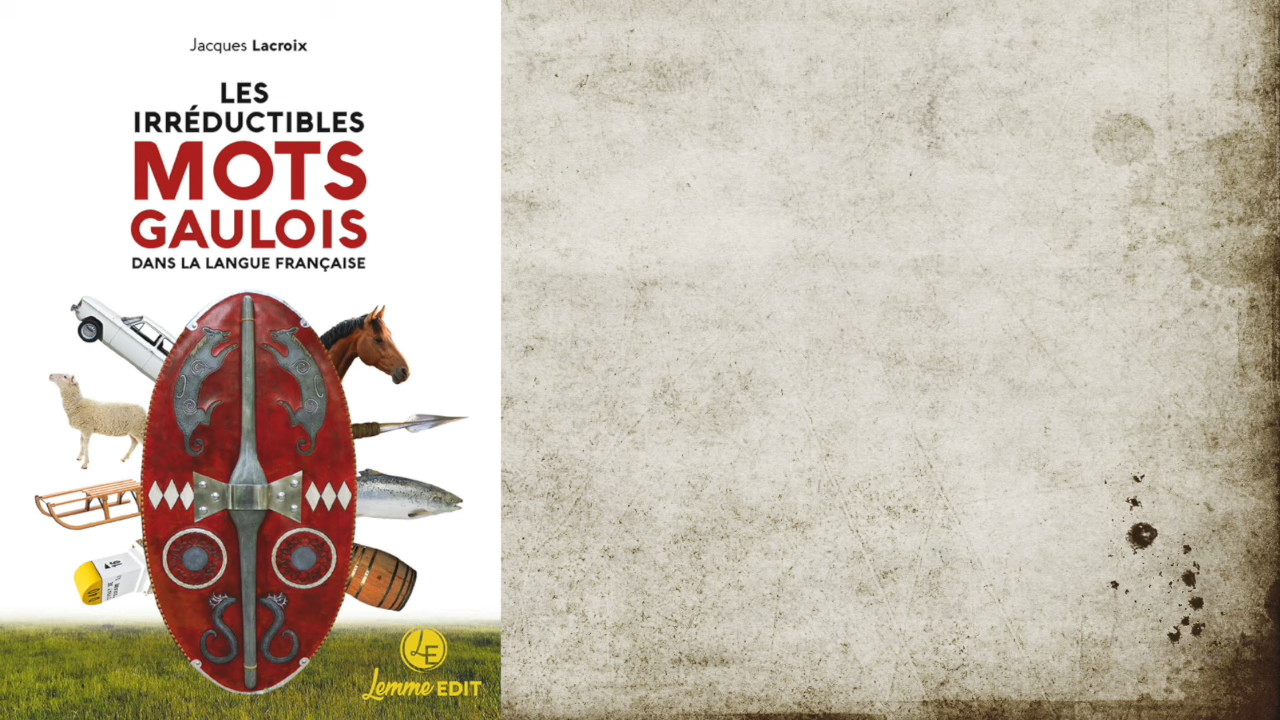 Jacques Lacroix
LES
IRRÉDUCTIBLES
MOTS
GAULOIS
DANS LA LANGUE FRANÇAISE
LE
Lemme EDIT